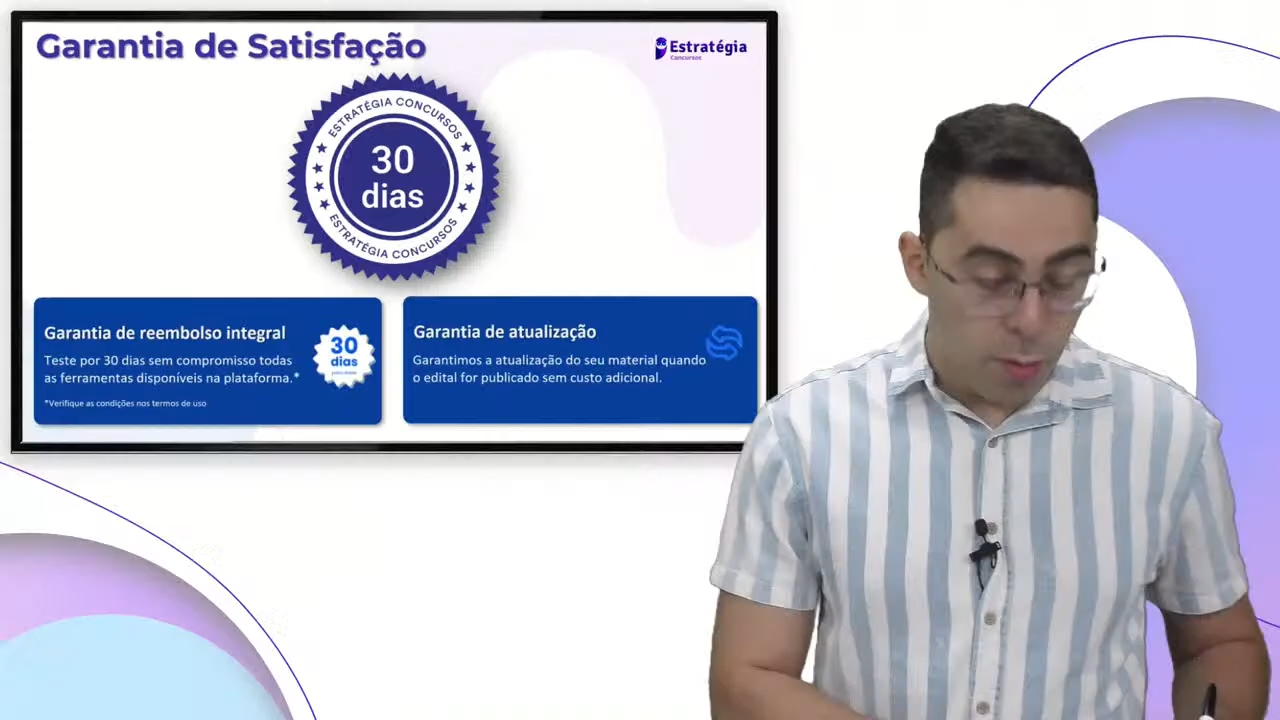 Garantia de Satisfação
Estratégia
Concursos
ESTRATÉGIA CONCURSOS
30
dias
ESTRATÉGIA CONCURSOS
Garantia de reembolso integral
Teste por 30 dias sem compromisso todas
as ferramentas disponíveis na plataforma.*
*Verifique as condições nos termos de uso
30
dias
Garantia de atualização
Garantimos a atualização do seu material quando
o edital for publicado sem custo adicional.